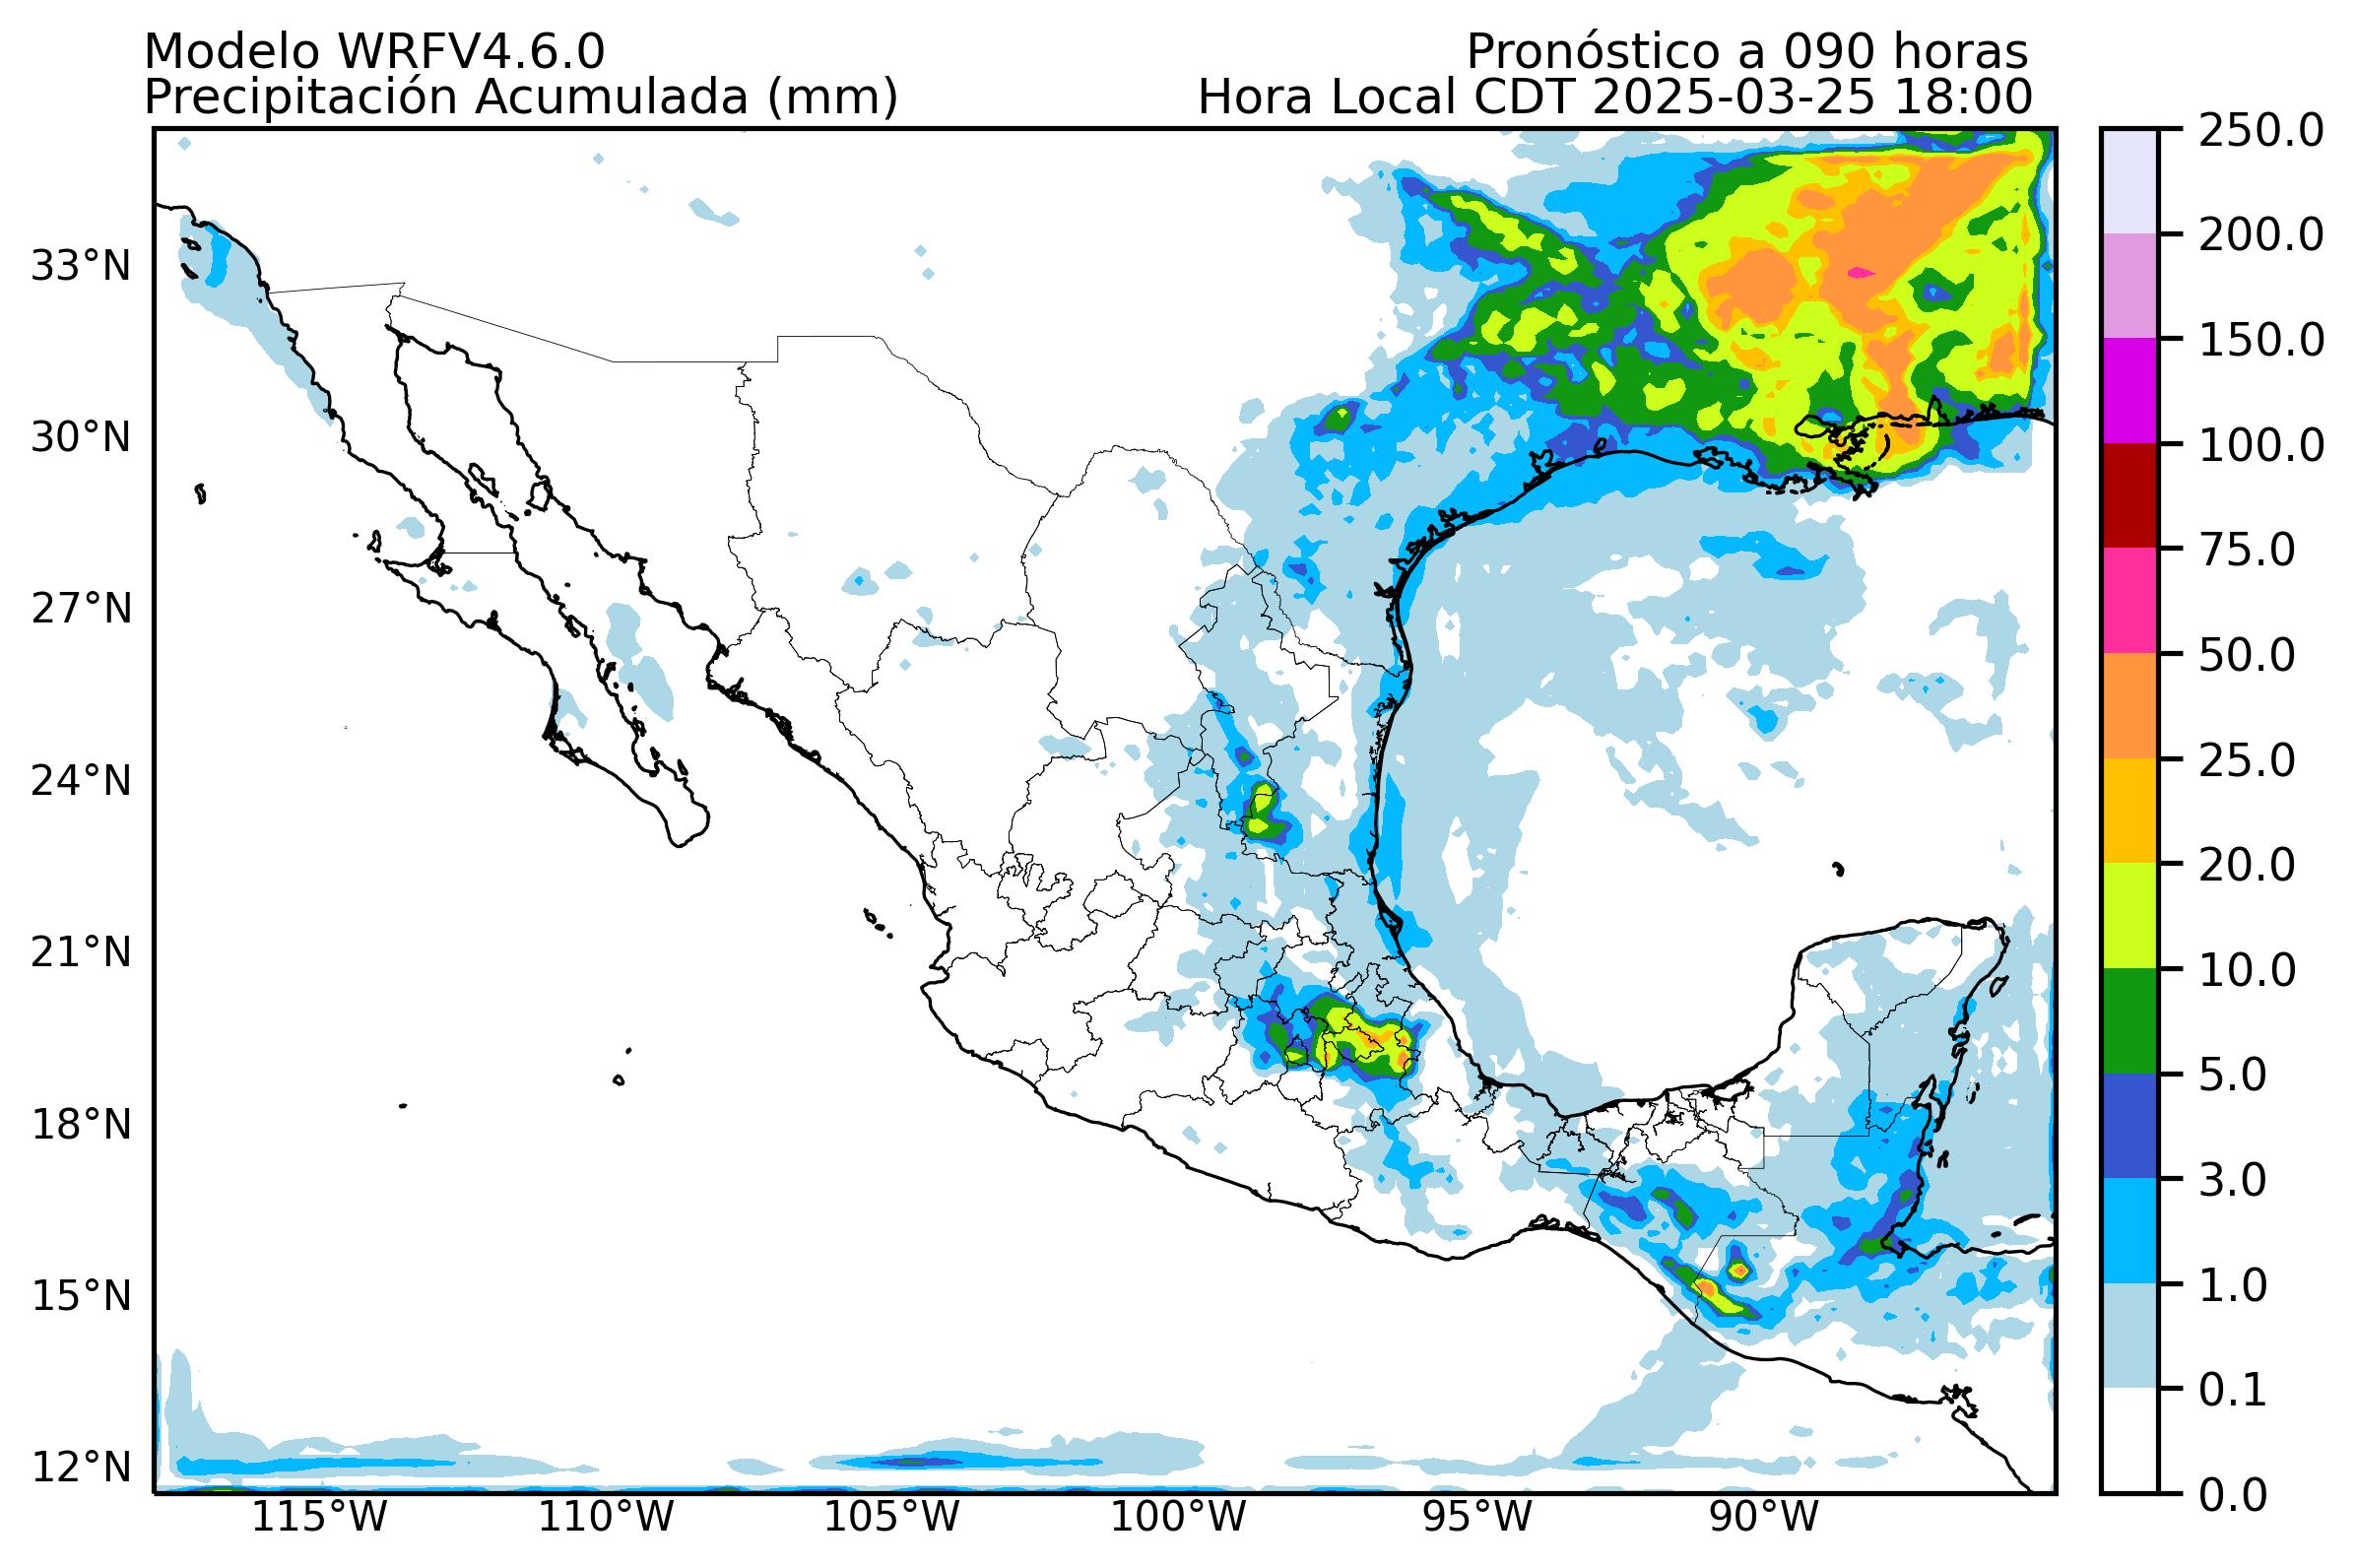 Modelo WRFV4.6.0
Pronóstico a 090 horas
Precipitación Acumulada (mm)
Hora Local CDT 2025-03-25 18:00
33°N
30°N
27°N
24°N
21°N
18°N
15°N
12°N
115°W
110°W
105°W
100°W
95°W
90°W
250.0
200.0
150.0
100.0
75.0
50.0
25.0
20.0
10.0
5.0
3.0
1.0
0.1
0.0